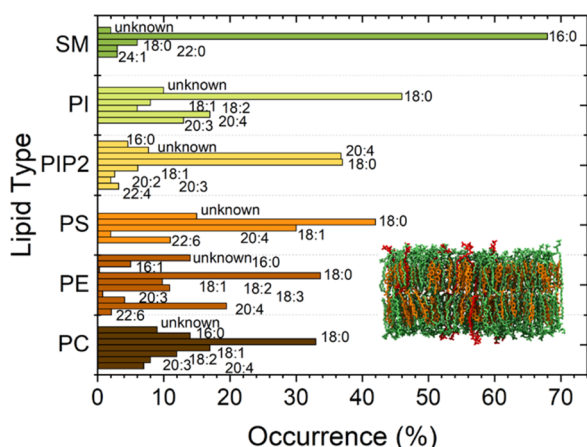 SM
unknown
16:0
18:0 22:0
24:1
PI
unknown
18:0
18:1 18:2
20:3 20:4
PIP2
16:0
unknown
20:4
18:0
18:1
20:2 20:3
22:4
PS
unknown
18:0
22:6 20:4 18:1
PE
unknown 16:0
16:1
18:0
18:1 18:2 18:3
20:3
20:4
22:6
PC
unknown
16:0
18:0
18:1
18:2
20:3 20:4
Lipid Type
0 10 20 30 40 50 60 70
Occurrence (%)